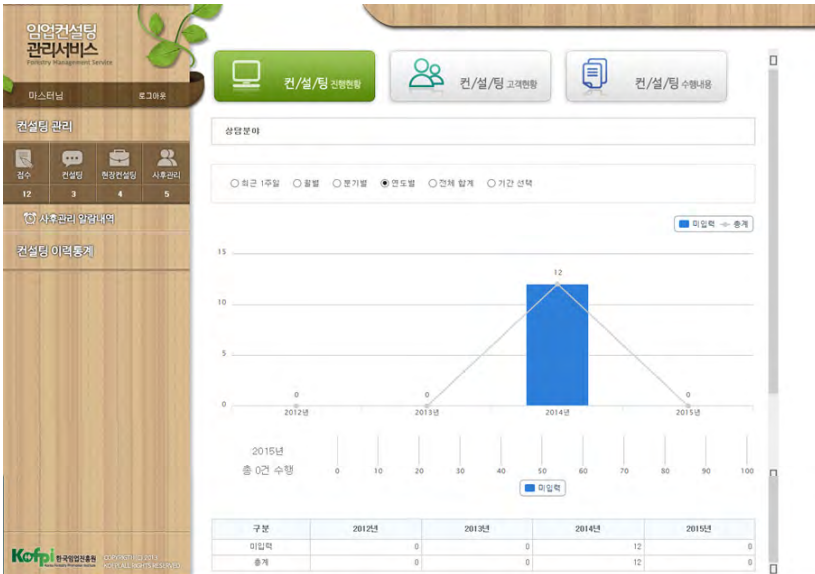 임업컨설팅
관리서비스
Forestry Management Service
마스터님 로그아웃
컨설팅 관리
접수 컨설팅 현장컨설팅 사후관리
12 3 4 5
사후관리 알람내역
컨설팅 이력통계
컨/설/팅 진행현황
컨/설/팅 고객현황
컨/설/팅 수행내용
상담분야
최근 1주일 월별 분기별 연도별 전체 합계 기간 선택
미입력 총계
15
10
5
0
0 0 12 0
2012년 2013년 2014년 2015년
2015년
총 0건 수행
0 10 20 30 40 50 60 70 80 90 100
미입력
구분 2012년 2013년 2014년 2015년
미입력 0 0 12 0
총계 0 0 12 0
Kofpi 한국임업진흥원